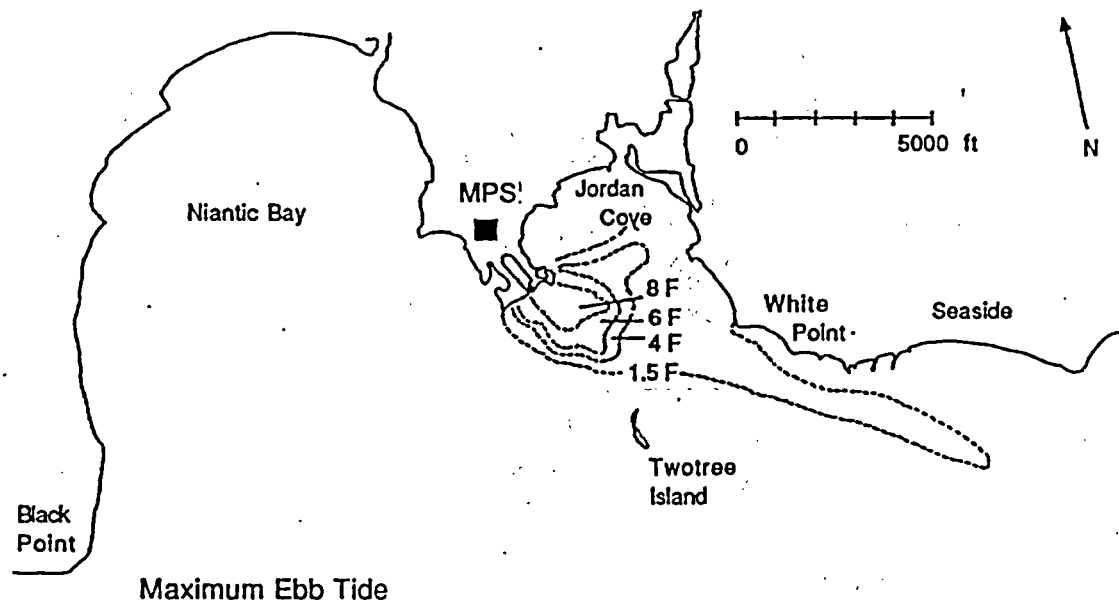 N
0 5000 ft
MPS
Jordan
Cove
Niantic Bay
8 F
6 F
4 F
1.5 F
White
Point
Seaside
Twotree
Island
Black
Point
Maximum Ebb Tide